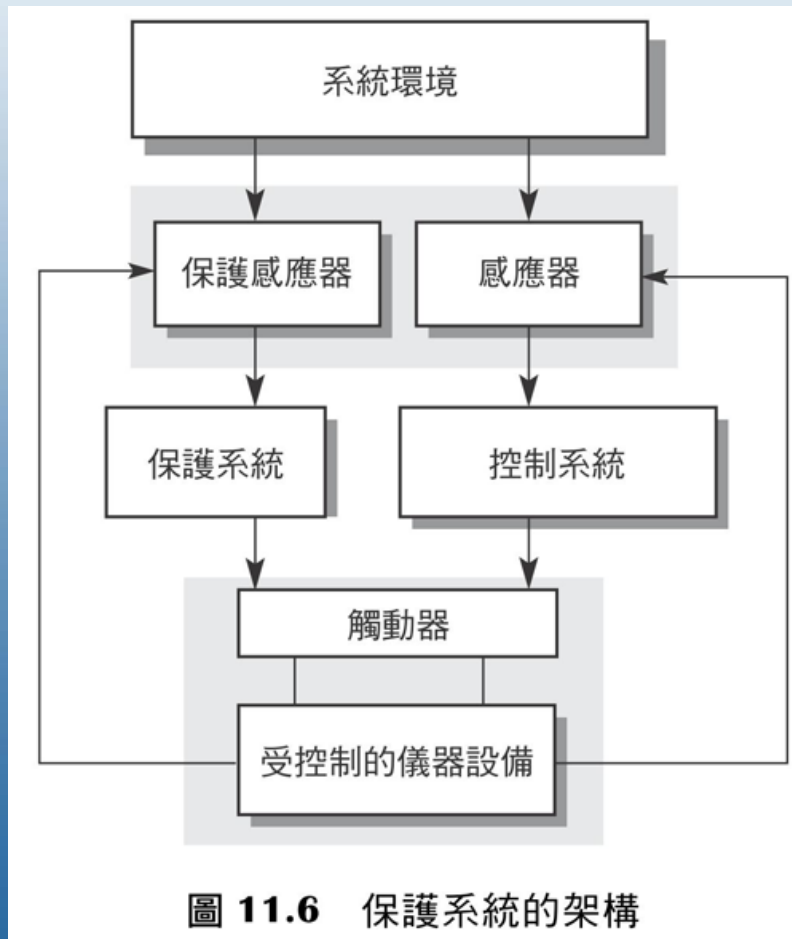 系統環境
保護感應器
感應器
保護系統
控制系統
觸動器
受控制的儀器設備
圖 11.6 保護系統的架構